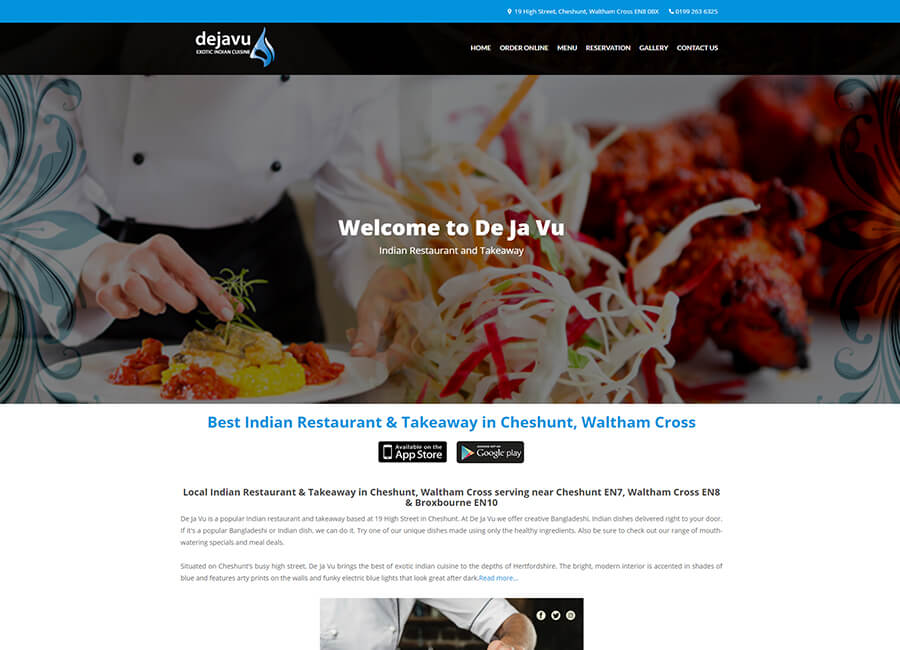 19 High Street, Cheshunt, Waltham Cross EN8 0BX 0199 263 6325
dejavu
EXOTIC INDIAN CUISINE
HOME ORDER ONLINE MENU RESERVATION GALLERY CONTACT US
Welcome to De Ja Vu
Indian Restaurant and Takeaway
Best Indian Restaurant & Takeaway in Cheshunt, Waltham Cross
Available on the
App Store
Google play
Local Indian Restaurant & Takeaway in Cheshunt, Waltham Cross serving near Cheshunt EN7, Waltham Cross EN8
& Broxbourne EN10
De Ja Vu is a popular Indian restaurant and takeaway based at 19 High Street in Cheshunt. At De Ja Vu we offer creative Bangladeshi, Indian dishes delivered right to your door.
If it's a popular Bangladeshi or Indian dish, we can do it. Try one of our unique dishes made using only the healthy ingredients. Also be sure to check out our range of mouth-
watering specials and meal deals.
Situated on Cheshunt's busy high street, De Ja Vu brings the best of exotic Indian cuisine to the depths of Hertfordshire. The bright, modern interior is accented in shades of
blue and features arty prints on the walls and funky electric blue lights that look great after dark.Read more...